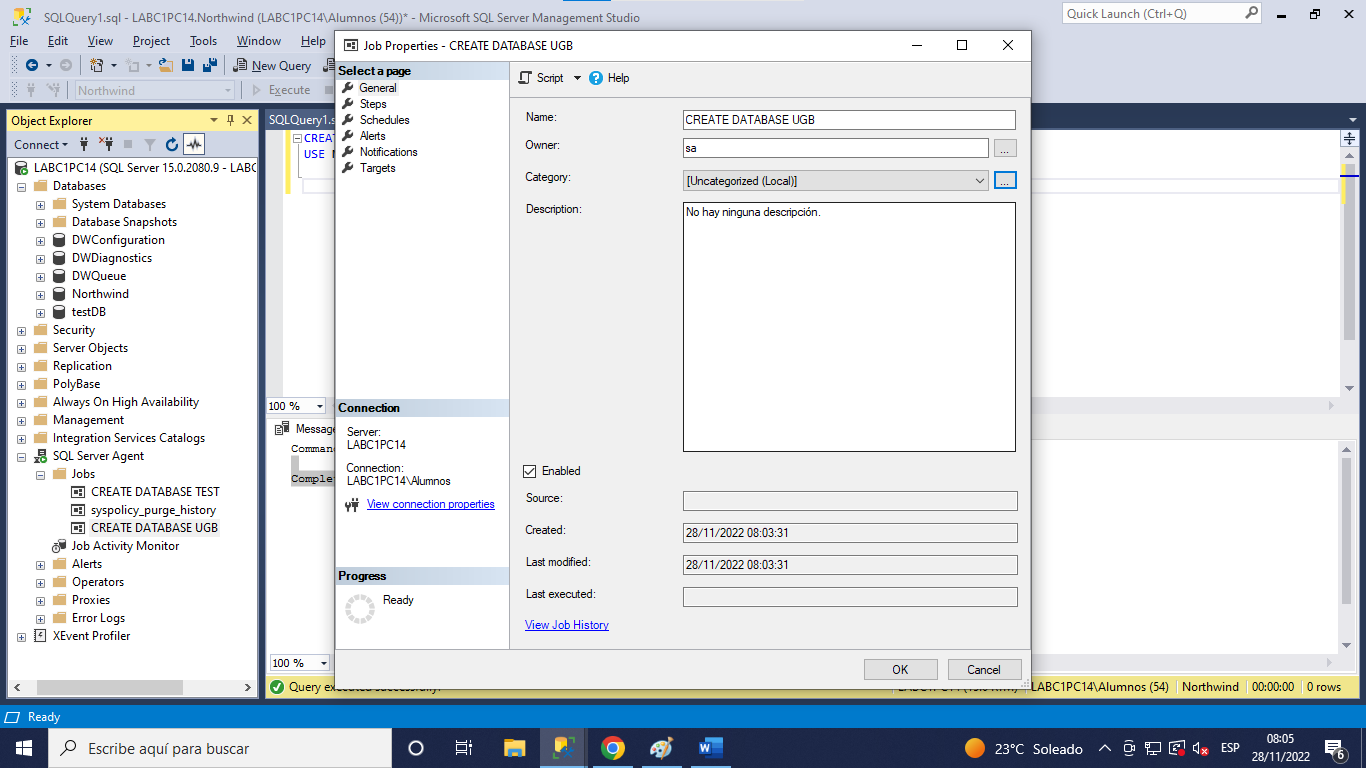 SQLQuery1.sql - LABC1PC14.Northwind (LABC1PC14\Alumnos (54))* - Microsoft SQL Server Management Studio
Quick Launch (Ctrl+Q)
File Edit View Project Tools Window Help
New Query
Northwind
Execute
Object Explorer
Connect
LABC1PC14 (SQL Server 15.0.2080.9 - LABC
Databases
System Databases
Database Snapshots
DWConfiguration
DWDiagnostics
DWQueue
Northwind
testDB
Security
Server Objects
Replication
PolyBase
Always On High Availability
Management
Integration Services Catalogs
SQL Server Agent
Jobs
CREATE DATABASE TEST
syspolicy_purge_history
CREATE DATABASE UGB
Job Activity Monitor
Alerts
Operators
Proxies
Error Logs
XEvent Profiler
SQLQuery1.s
CREA
USE
100 %
Messag
Comman
Comple
100 %
Job Properties - CREATE DATABASE UGB
Select a page
General
Steps
Schedules
Alerts
Notifications
Targets
Connection
Server:
LABC1PC14
Connection:
LABC1PC14\Alumnos
View connection properties
Progress
Ready
Script Help
Name: CREATE DATABASE UGB
Owner: sa ...
Category: [Uncategorized (Local)] ...
Description: No hay ninguna descripción.
Enabled
Source:
Created: 28/11/2022 08:03:31
Last modified: 28/11/2022 08:03:31
Last executed:
View Job History
OK Cancel
Query executed successfully. LABC1PC14\Alumnos (54) Northwind 00:00:00 0 rows
Ready
Escribe aquí para buscar
23°C Soleado
ESP
08:05
28/11/2022
6